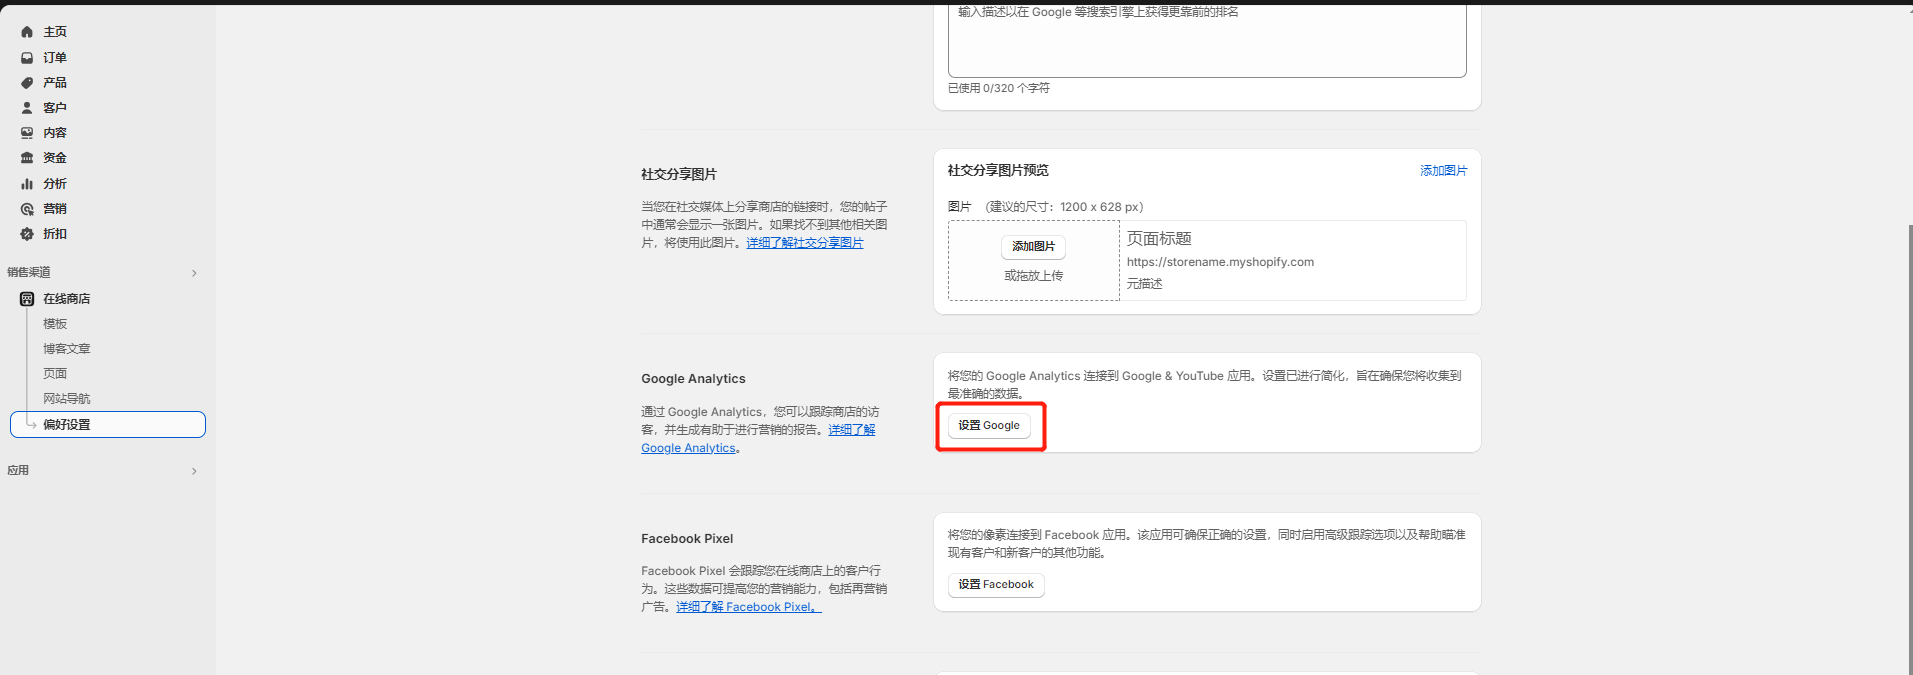 主页
订单
产品
客户
内容
资金
分析
营销
折扣
销售渠道
在线商店
模板
博客文章
页面
网站导航
偏好设置
应用
输入描述以在 Google 等搜索引擎上获得更靠前的排名
已使用 0/320 个字符
社交分享图片
当您在社交媒体上分享商店的链接时，您的帖子
中通常会显示一张图片。如果找不到其他相关图
片，将使用此图片。详细了解社交分享图片
社交分享图片预览
添加图片
图片 （建议的尺寸：1200 x 628 px）
添加图片
或拖放上传
页面标题
https://storename.myshopify.com
元描述
Google Analytics
通过 Google Analytics，您可以跟踪商店的访
客，并生成有助于进行营销的报告。详细了解
Google Analytics。
将您的 Google Analytics 连接到 Google & YouTube 应用。设置已进行简化，旨在确保您将收集到
最准确的数据。
设置 Google
Facebook Pixel
Facebook Pixel 会跟踪您在线商店上的客户行
为。这些数据可提高您的营销能力，包括再营销
广告。详细了解 Facebook Pixel。
将您的像素连接到 Facebook 应用。该应用可确保正确的设置，同时启用高级跟踪选项以及帮助瞄准
现有客户和新客户的其他功能。
设置 Facebook